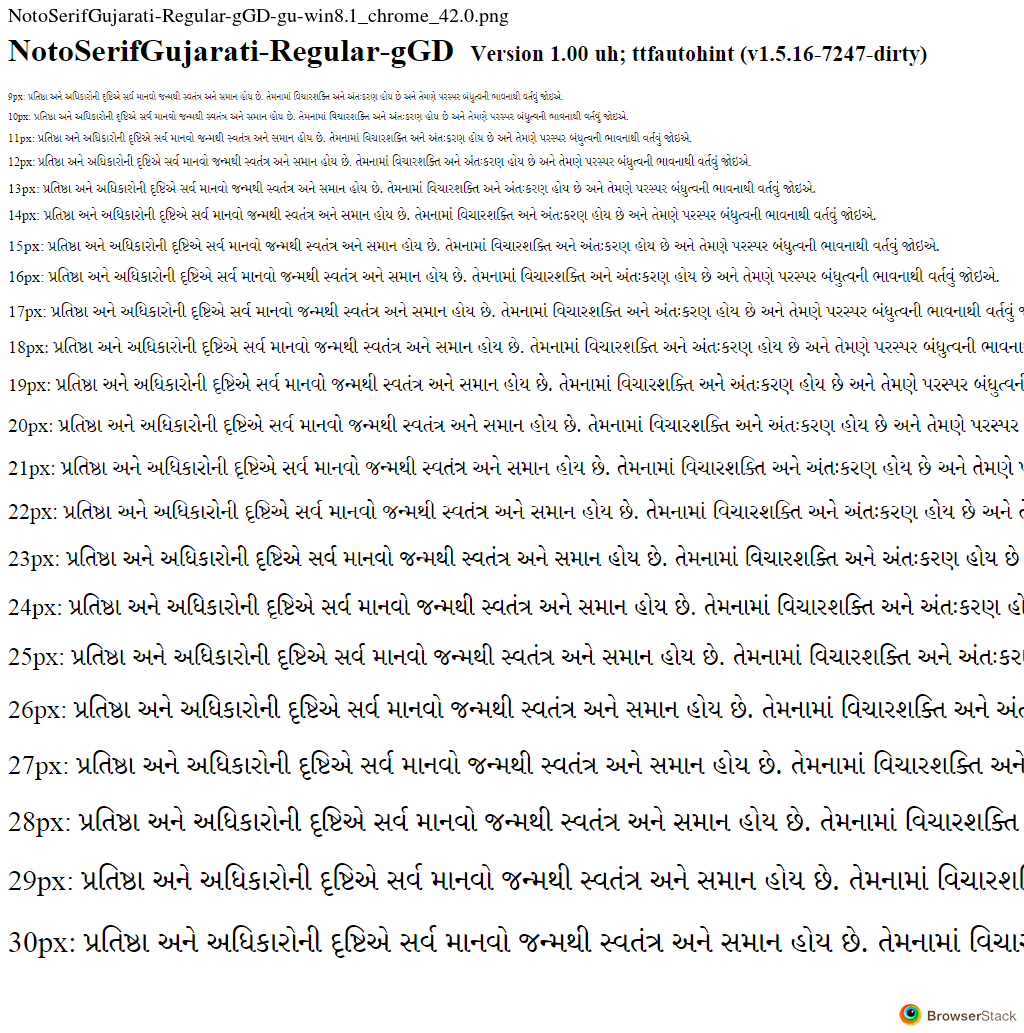 NotoSerifGujarati-Regular-gGD-gu-win8.1_chrome_42.0.png
NotoSerifGujarati-Regular-gGD Version 1.00 uh; ttfautohint (v1.5.16-7247-dirty)
9px: પ્રતિષ્ઠા અને અધિકારોની દૃષ્ટિએ સર્વ માનવો જન્મથી સ્વતંત્ર અને સમાન હોય છે. તેમનામાં વિચારશક્તિ અને અંતઃકરણ હોય છે અને તેમણે પરસ્પર બંધુત્વની ભાવનાથી વર્તવું જોઇએ.
10px: પ્રતિષ્ઠા અને અધિકારોની દૃષ્ટિએ સર્વ માનવો જન્મથી સ્વતંત્ર અને સમાન હોય છે. તેમનામાં વિચારશક્તિ અને અંતઃકરણ હોય છે અને તેમણે પરસ્પર બંધુત્વની ભાવનાથી વર્તવું જોઇએ.
11px: પ્રતિષ્ઠા અને અધિકારોની દૃષ્ટિએ સર્વ માનવો જન્મથી સ્વતંત્ર અને સમાન હોય છે. તેમનામાં વિચારશક્તિ અને અંતઃકરણ હોય છે અને તેમણે પરસ્પર બંધુત્વની ભાવનાથી વર્તવું જોઇએ.
12px: પ્રતિષ્ઠા અને અધિકારોની દૃષ્ટિએ સર્વ માનવો જન્મથી સ્વતંત્ર અને સમાન હોય છે. તેમનામાં વિચારશક્તિ અને અંતઃકરણ હોય છે અને તેમણે પરસ્પર બંધુત્વની ભાવનાથી વર્તવું જોઇએ.
13px: પ્રતિષ્ઠા અને અધિકારોની દૃષ્ટિએ સર્વ માનવો જન્મથી સ્વતંત્ર અને સમાન હોય છે. તેમનામાં વિચારશક્તિ અને અંતઃકરણ હોય છે અને તેમણે પરસ્પર બંધુત્વની ભાવનાથી વર્તવું જોઇએ.
14px: પ્રતિષ્ઠા અને અધિકારોની દૃષ્ટિએ સર્વ માનવો જન્મથી સ્વતંત્ર અને સમાન હોય છે. તેમનામાં વિચારશક્તિ અને અંતઃકરણ હોય છે અને તેમણે પરસ્પર બંધુત્વની ભાવનાથી વર્તવું જોઇએ.
15px: પ્રતિષ્ઠા અને અધિકારોની દૃષ્ટિએ સર્વ માનવો જન્મથી સ્વતંત્ર અને સમાન હોય છે. તેમનામાં વિચારશક્તિ અને અંતઃકરણ હોય છે અને તેમણે પરસ્પર બંધુત્વની ભાવનાથી વર્તવું જોઇએ.
16px: પ્રતિષ્ઠા અને અધિકારોની દૃષ્ટિએ સર્વ માનવો જન્મથી સ્વતંત્ર અને સમાન હોય છે. તેમનામાં વિચારશક્તિ અને અંતઃકરણ હોય છે અને તેમણે પરસ્પર બંધુત્વની ભાવનાથી વર્તવું જોઇએ.
17px: પ્રતિષ્ઠા અને અધિકારોની દૃષ્ટિએ સર્વ માનવો જન્મથી સ્વતંત્ર અને સમાન હોય છે. તેમનામાં વિચારશક્તિ અને અંતઃકરણ હોય છે અને તેમણે પરસ્પર બંધુત્વની ભાવનાથી વર્તવું
18px: પ્રતિષ્ઠા અને અધિકારોની દૃષ્ટિએ સર્વ માનવો જન્મથી સ્વતંત્ર અને સમાન હોય છે. તેમનામાં વિચારશક્તિ અને અંતઃકરણ હોય છે અને તેમણે પરસ્પર બંધુત્વની ભાવના
19px: પ્રતિષ્ઠા અને અધિકારોની દૃષ્ટિએ સર્વ માનવો જન્મથી સ્વતંત્ર અને સમાન હોય છે. તેમનામાં વિચારશક્તિ અને અંતઃકરણ હોય છે અને તેમણે પરસ્પર બંધુત્વની
20px: પ્રતિષ્ઠા અને અધિકારોની દૃષ્ટિએ સર્વ માનવો જન્મથી સ્વતંત્ર અને સમાન હોય છે. તેમનામાં વિચારશક્તિ અને અંતઃકરણ હોય છે અને તેમણે પરસ્પર
21px: પ્રતિષ્ઠા અને અધિકારોની દૃષ્ટિએ સર્વ માનવો જન્મથી સ્વતંત્ર અને સમાન હોય છે. તેમનામાં વિચારશક્તિ અને અંતઃકરણ હોય છે અને તેમણે
22px: પ્રતિષ્ઠા અને અધિકારોની દૃષ્ટિએ સર્વ માનવો જન્મથી સ્વતંત્ર અને સમાન હોય છે. તેમનામાં વિચારશક્તિ અને અંતઃકરણ હોય છે અને
23px: પ્રતિષ્ઠા અને અધિકારોની દૃષ્ટિએ સર્વ માનવો જન્મથી સ્વતંત્ર અને સમાન હોય છે. તેમનામાં વિચારશક્તિ અને અંતઃકરણ હોય છે
24px: પ્રતિષ્ઠા અને અધિકારોની દૃષ્ટિએ સર્વ માનવો જન્મથી સ્વતંત્ર અને સમાન હોય છે. તેમનામાં વિચારશક્તિ અને અંતઃકરણ હો
25px: પ્રતિષ્ઠા અને અધિકારોની દૃષ્ટિએ સર્વ માનવો જન્મથી સ્વતંત્ર અને સમાન હોય છે. તેમનામાં વિચારશક્તિ અને અંતઃકર
26px: પ્રતિષ્ઠા અને અધિકારોની દૃષ્ટિએ સર્વ માનવો જન્મથી સ્વતંત્ર અને સમાન હોય છે. તેમનામાં વિચારશક્તિ અને અંત
27px: પ્રતિષ્ઠા અને અધિકારોની દૃષ્ટિએ સર્વ માનવો જન્મથી સ્વતંત્ર અને સમાન હોય છે. તેમનામાં વિચારશક્તિ અને
28px: પ્રતિષ્ઠા અને અધિકારોની દૃષ્ટિએ સર્વ માનવો જન્મથી સ્વતંત્ર અને સમાન હોય છે. તેમનામાં વિચારશક્તિ
29px: પ્રતિષ્ઠા અને અધિકારોની દૃષ્ટિએ સર્વ માનવો જન્મથી સ્વતંત્ર અને સમાન હોય છે. તેમનામાં વિચારશ
30px: પ્રતિષ્ઠા અને અધિકારોની દૃષ્ટિએ સર્વ માનવો જન્મથી સ્વતંત્ર અને સમાન હોય છે. તેમનામાં વિચાર
BrowserStack